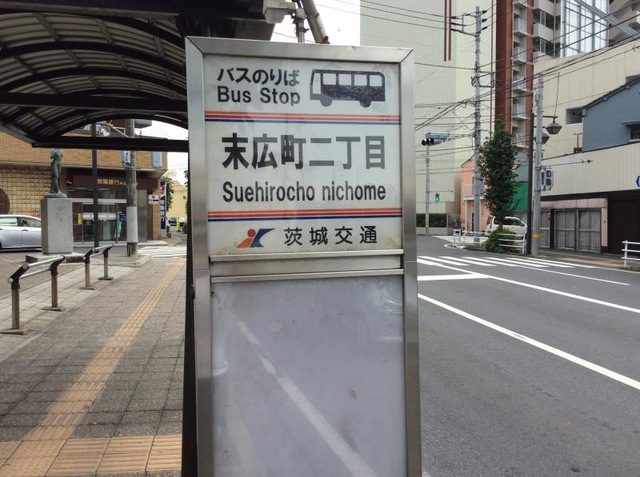 バスのりば
Bus Stop
末広町二丁目
Suehirocho nichome
茨城交通